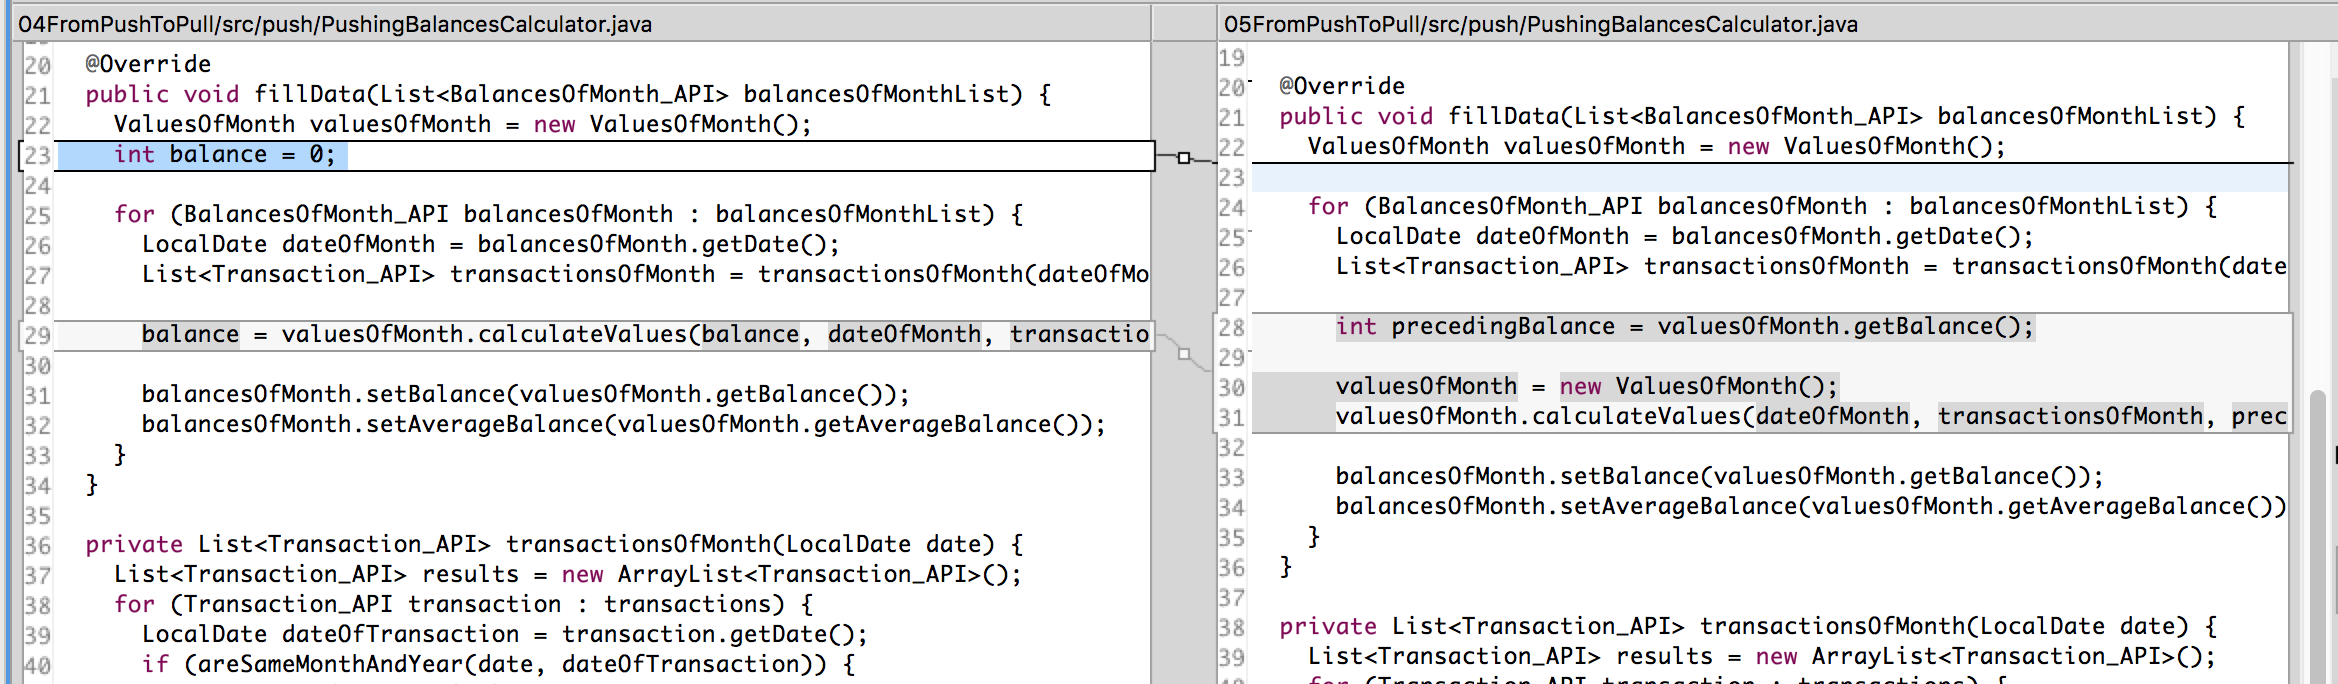 04FromPushToPull/src/push/PushingBalancesCalculator.java
20 @Override
21 public void fillData(List<BalancesOfMonth_API> balancesOfMonthList) {
22 ValuesOfMonth valuesOfMonth = new ValuesOfMonth();
23 int balance = 0;
24
25 for (BalancesOfMonth_API balancesOfMonth : balancesOfMonthList) {
26 LocalDate dateOfMonth = balancesOfMonth.getDate();
27 List<Transaction_API> transactionsOfMonth = transactionsOfMonth(dateOfMo
28
29 balance = valuesOfMonth.calculateValues(balance, dateOfMonth, transactio
30
31 balancesOfMonth.setBalance(valuesOfMonth.getBalance());
32 balancesOfMonth.setAverageBalance(valuesOfMonth.getAverageBalance());
33 }
34 }
35
36 private List<Transaction_API> transactionsOfMonth(LocalDate date) {
37 List<Transaction_API> results = new ArrayList<Transaction_API>();
38 for (Transaction_API transaction : transactions) {
39 LocalDate dateOfTransaction = transaction.getDate();
40 if (areSameMonthAndYear(date, dateOfTransaction)) {
05FromPushToPull/src/push/PushingBalancesCalculator.java
19
20 @Override
21 public void fillData(List<BalancesOfMonth_API> balancesOfMonthList) {
22 ValuesOfMonth valuesOfMonth = new ValuesOfMonth();
23
24 for (BalancesOfMonth_API balancesOfMonth : balancesOfMonthList) {
25 LocalDate dateOfMonth = balancesOfMonth.getDate();
26 List<Transaction_API> transactionsOfMonth = transactionsOfMonth(date
27
28 int precedingBalance = valuesOfMonth.getBalance();
29
30 valuesOfMonth = new ValuesOfMonth();
31 valuesOfMonth.calculateValues(dateOfMonth, transactionsOfMonth, prec
32
33 balancesOfMonth.setBalance(valuesOfMonth.getBalance());
34 balancesOfMonth.setAverageBalance(valuesOfMonth.getAverageBalance())
35 }
36 }
37
38 private List<Transaction_API> transactionsOfMonth(LocalDate date) {
39 List<Transaction_API> results = new ArrayList<Transaction_API>();
for (Transaction_API transaction : transactions) {